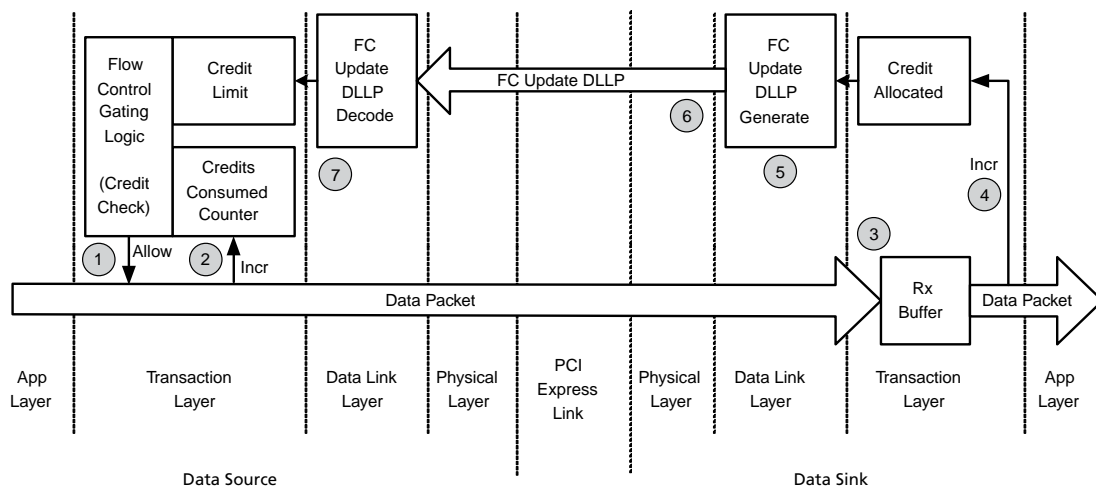 Flow
Control
Gating
Logic
(Credit
Check)
Credit
Limit
Credits
Consumed
Counter
FC
Update
DLLP
Decode
FC Update DLLP
FC
Update
DLLP
Generate
Credit
Allocated
6
7
5
Incr
4
1
Allow
2
Incr
3
Data Packet
Rx
Buffer
Data Packet
App
Layer
Transaction
Layer
Data Link
Layer
Physical
Layer
PCI
Express
Link
Physical
Layer
Data Link
Layer
Transaction
Layer
App
Layer
Data Source
Data Sink